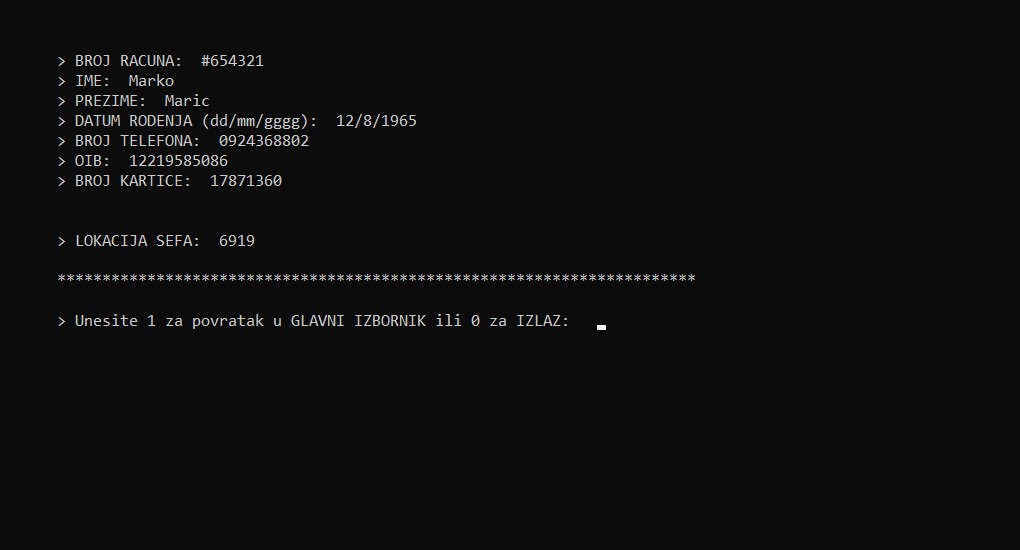 > BROJ RACUNA:  #654321
> IME:  Marko
> PREZIME:  Maric
> DATUM RODENJA (dd/mm/gggg):  12/8/1965
> BROJ TELEFONA:  0924368802
> OIB:  12219585086
> BROJ KARTICE:  17871360
> LOKACIJA SEFA:  6919
***********************************************************************
> Unesite 1 za povratak u GLAVNI IZBORNIK ili 0 za IZLAZ: